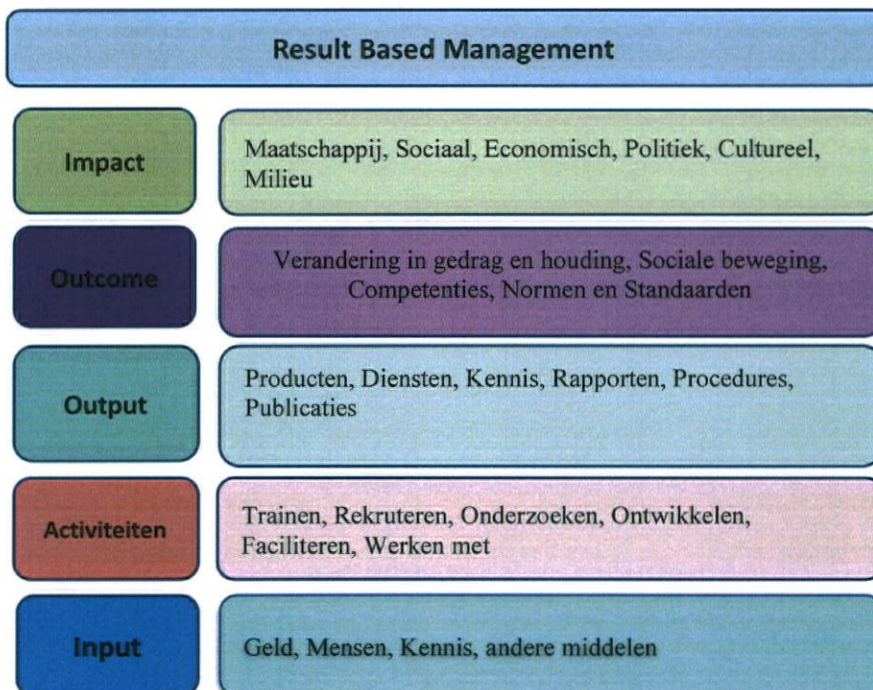 Result Based Management
Impact
Maatschappij, Sociaal, Economisch, Politiek, Cultureel,
Milieu
Outcome
Verandering in gedrag en houding, Sociale beweging,
Competenties, Normen en Standaarden
Output
Producten, Diensten, Kennis, Rapporten, Procedures,
Publicaties
Activiteiten
Trainen, Rekruteren, Onderzoeken, Ontwikkelen,
Faciliteren, Werken met
Input
Geld, Mensen, Kennis, andere middelen